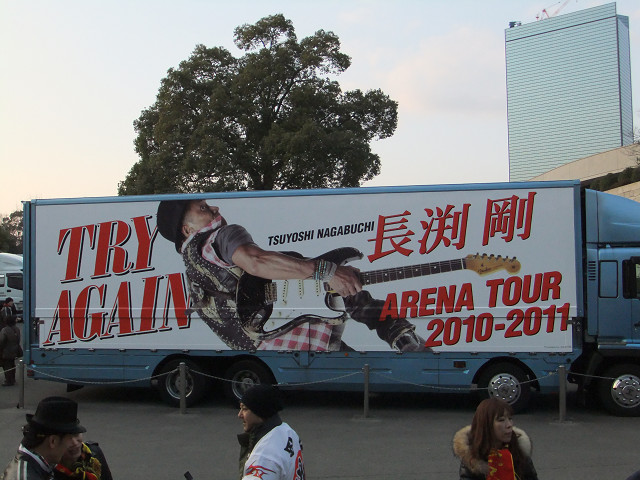 TRY
AGAIN
TSUYOSHI NAGABUCHI
長渕 剛
ARENA TOUR
2010-2011